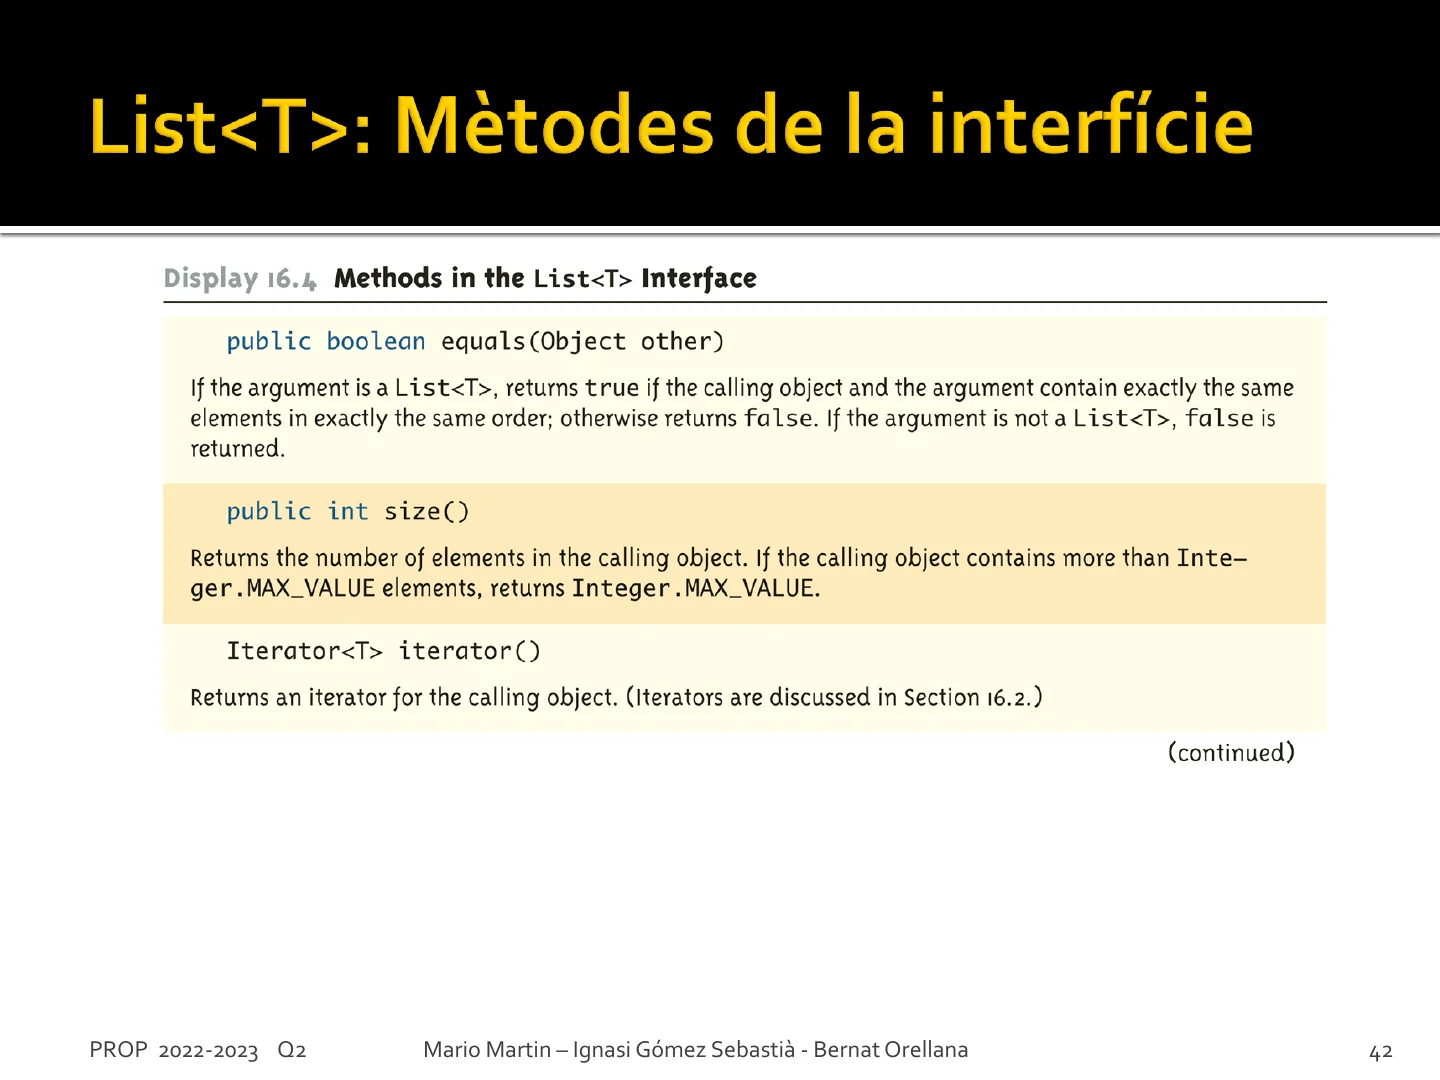 List<T>: Mètodes de la interfície
Display 16.4 Methods in the List<T> Interface
public boolean equals(Object other)
If the argument is a List<T>, returns true if the calling object and the argument contain exactly the same
elements in exactly the same order; otherwise returns false. If the argument is not a List<T>, false is
returned.
public int size()
Returns the number of elements in the calling object. If the calling object contains more than Inte–
ger.MAX_VALUE elements, returns Integer.MAX_VALUE.
Iterator<T> iterator()
Returns an iterator for the calling object. (Iterators are discussed in Section 16.2.)
(continued)
PROP 2022-2023 Q2 Mario Martin – Ignasi Gómez Sebastià - Bernat Orellana 42